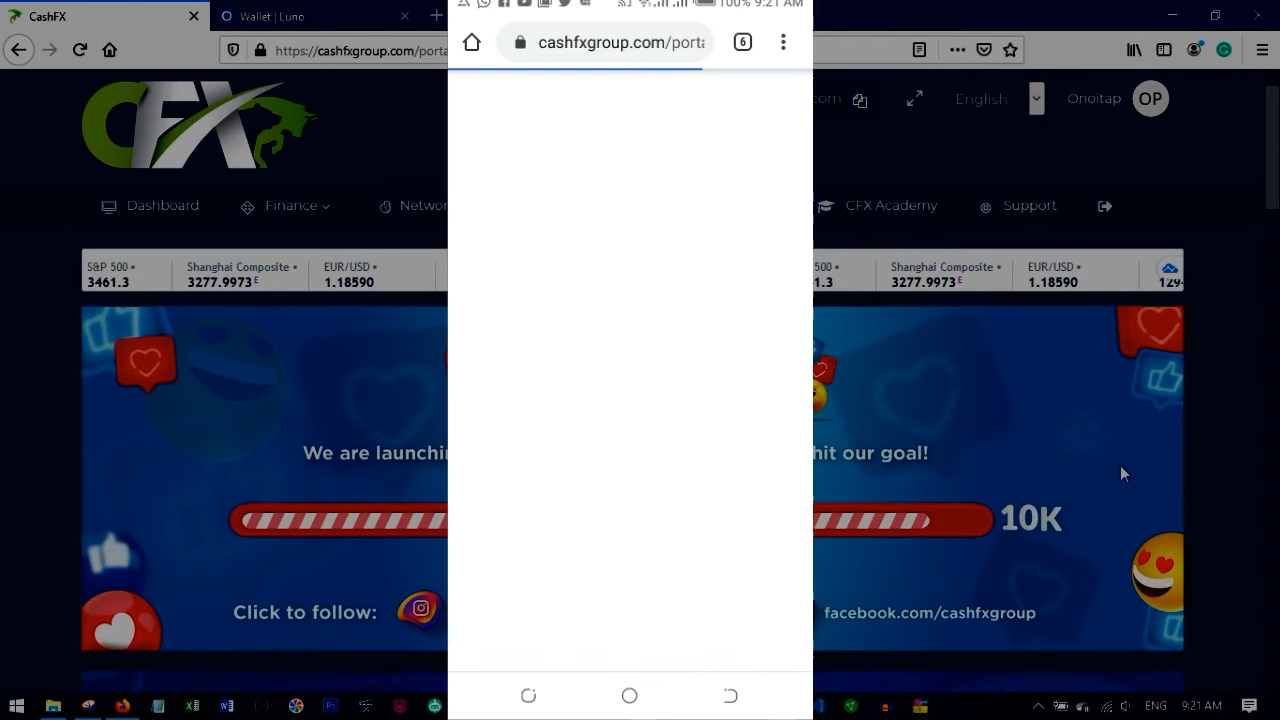 CashFX
Wallet | Luno
100% 9:21 AM
https://cashfxgroup.com/porta
cashfxgroup.com/porta
6
CFX
com
English
Onoitap
OP
Dashboard
Finance
Networ
CFX Academy
Support
S&P 500
Shanghai Composite
EUR/USD
500
Shanghai Composite
EUR/USD
3461.3
3277.9973 E
1.18590
1.3
3277.9973 E
1.18590
129
We are launchi
hit our goal!
10K
Click to follow:
facebook.com/cashfxgroup
ENG
9:21 AM